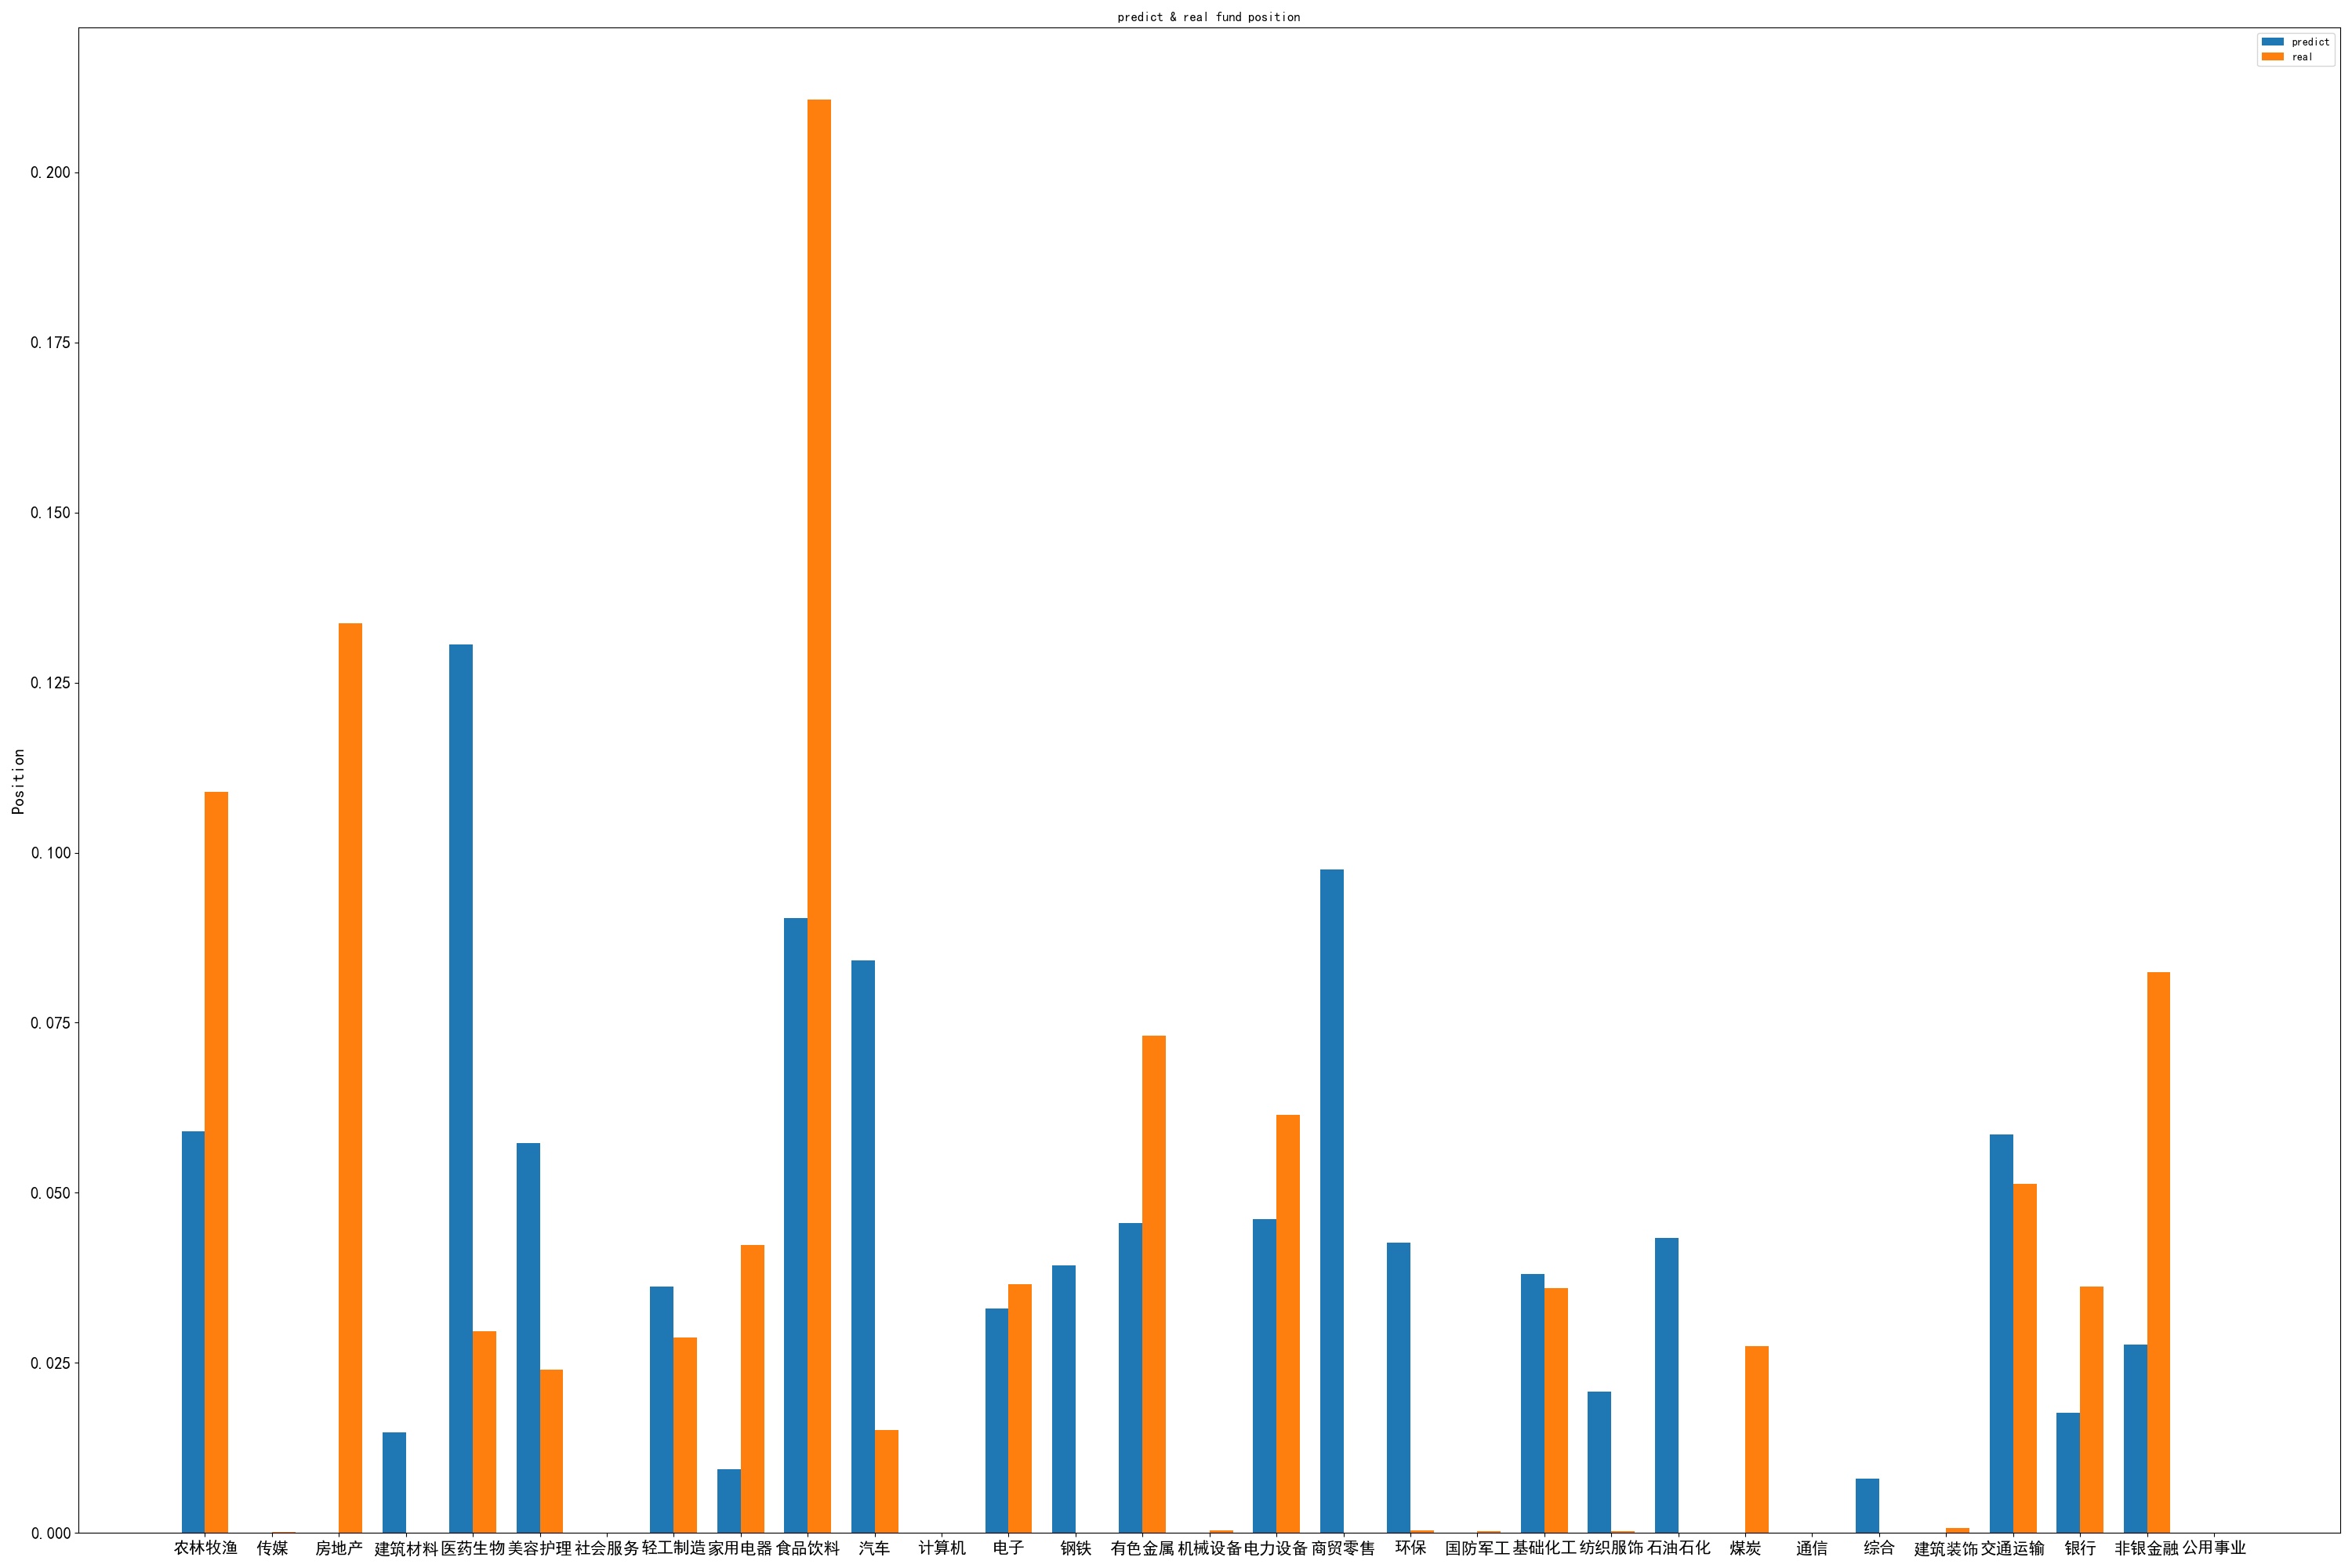 predict & real fund position
predict
real
Position
0.200
0.175
0.150
0.125
0.100
0.075
0.050
0.025
0.000
农林牧渔 传媒 房地产 建筑材料 医药生物 美容护理 社会服务 轻工制造 家用电器 食品饮料 汽车 计算机 电子 钢铁 有色金属 机械设备 电力设备 商贸零售 环保 国防军工 基础化工 纺织服饰 石油石化 煤炭 通信 综合 建筑装饰 交通运输 银行 非银金融 公用事业